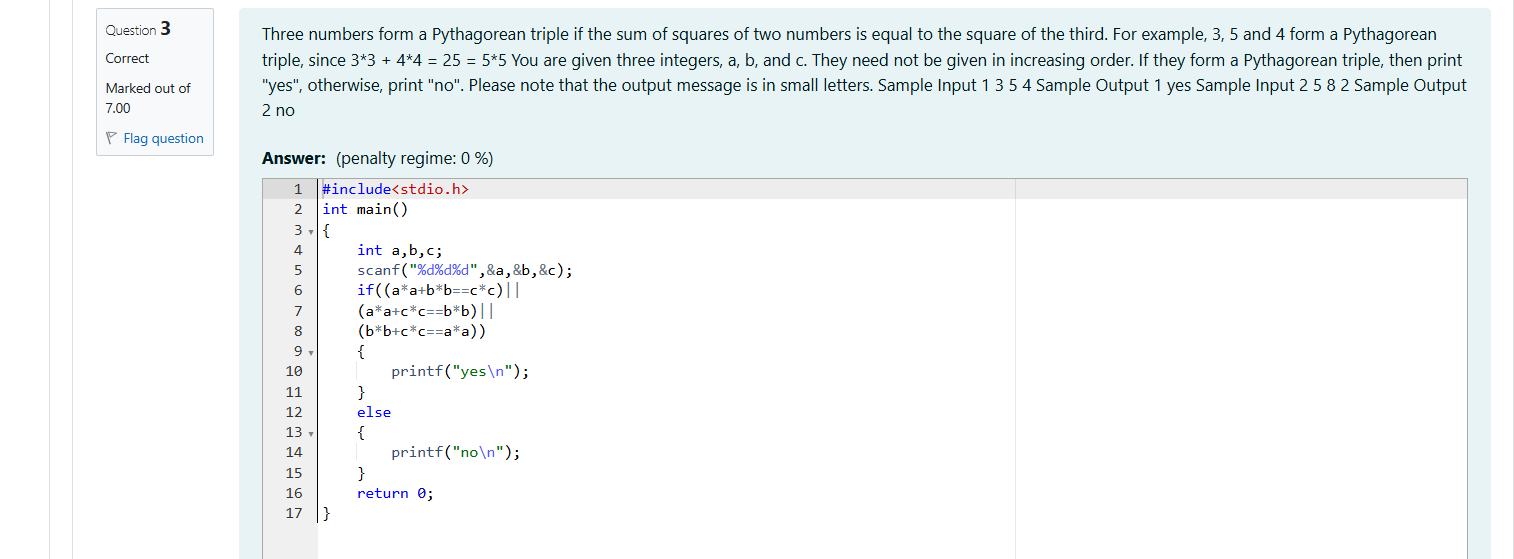 Question 3
Correct
Marked out of
7.00
Flag question
Three numbers form a Pythagorean triple if the sum of squares of two numbers is equal to the square of the third. For example, 3, 5 and 4 form a Pythagorean
triple, since 3*3 + 4*4 = 25 = 5*5 You are given three integers, a, b, and c. They need not be given in increasing order. If they form a Pythagorean triple, then print
"yes", otherwise, print "no". Please note that the output message is in small letters. Sample Input 1 3 5 4 Sample Output 1 yes Sample Input 2 5 8 2 Sample Output
2 no
Answer: (penalty regime: 0 %)
1 #include<stdio.h>
2 int main()
3 {
4     int a,b,c;
5     scanf("%d%d%d",&a,&b,&c);
6     if((a*a+b*b==c*c)||
7     (a*a+c*c==b*b)||
8     (b*b+c*c==a*a))
9     {
10         printf("yes\n");
11     }
12     else
13     {
14         printf("no\n");
15     }
16     return 0;
17 }